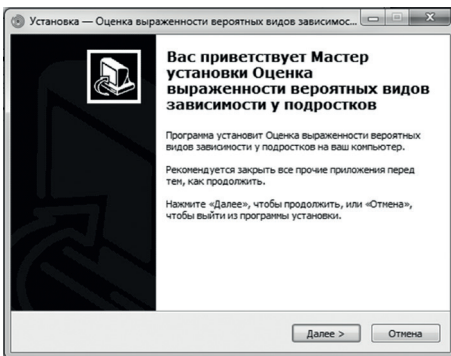 Установка — Оценка выраженности вероятных видов зависимос...
Вас приветствует Мастер
установки Оценка
выраженности вероятных видов
зависимости у подростков
Программа установит Оценка выраженности вероятных
видов зависимости у подростков на ваш компьютер.
Рекомендуется закрыть все прочие приложения перед
тем, как продолжить.
Нажмите «Далее», чтобы продолжить, или «Отмена»,
чтобы выйти из программы установки.
Далее >
Отмена